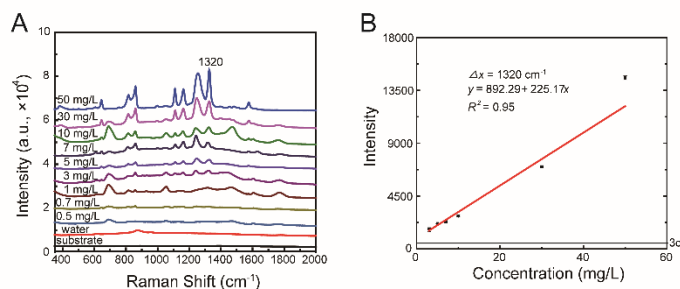 A
1320
50 mg/L
30 mg/L
10 mg/L
7 mg/L
5 mg/L
3 mg/L
1 mg/L
0.7 mg/L
0.5 mg/L
water
substrate
10
8
6
4
2
0
Intensity (a.u., ×10⁴)
400 600 800 1000 1200 1400 1600 1800 2000
Raman Shift (cm⁻¹)
B
Intensity
18000
13500
9000
4500
0
Δx = 1320 cm⁻¹
y = 892.29+225.17x
R² = 0.95
0 10 20 30 40 50 60
Concentration (mg/L)